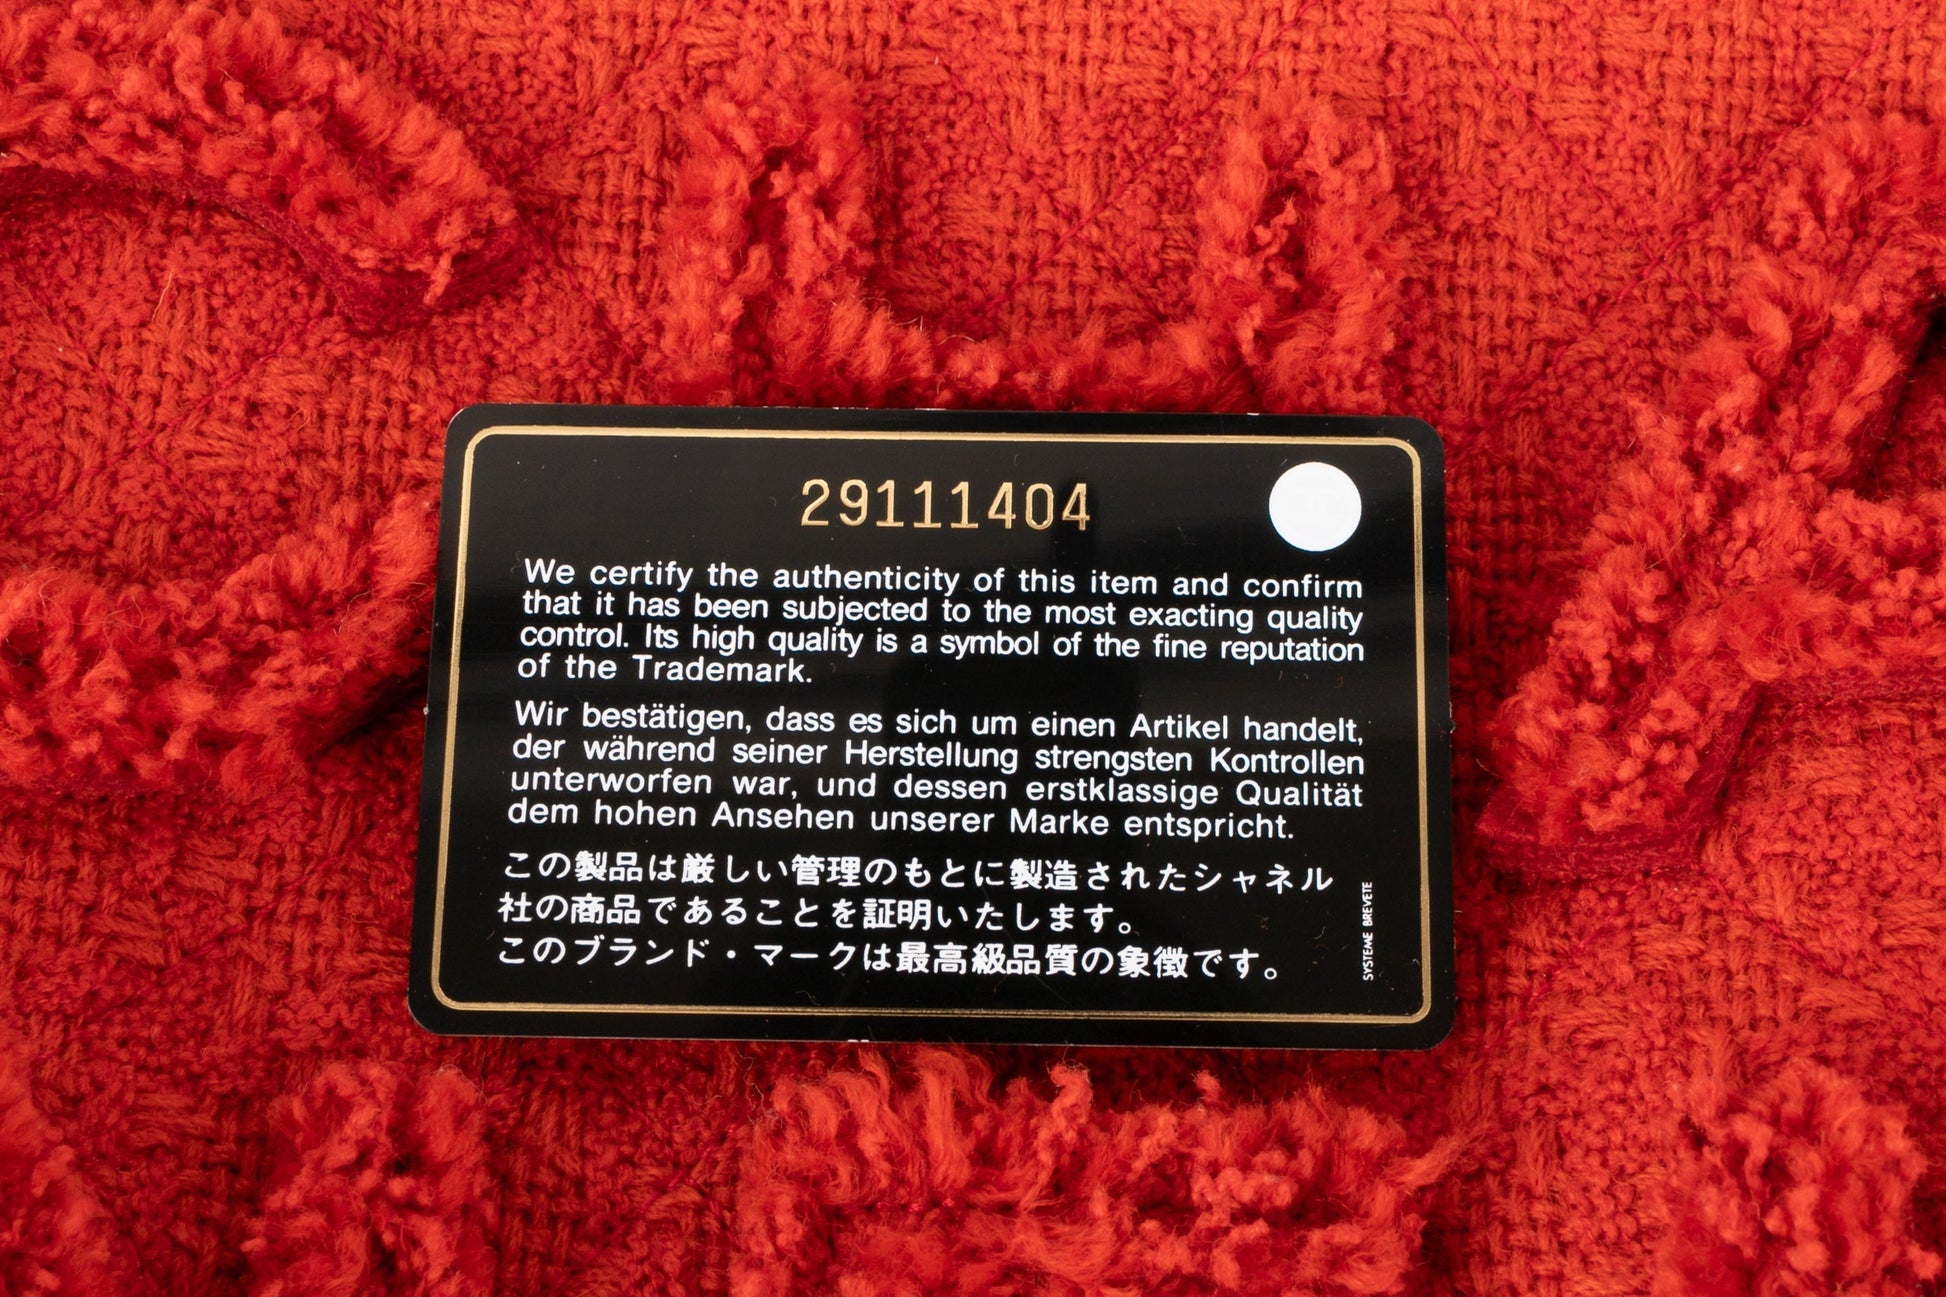 29111404
We certify the authenticity of this item and confirm
that it has been subjected to the most exacting quality
control. Its high quality is a symbol of the fine reputation
of the Trademark.
Wir bestätigen, dass es sich um einen Artikel handelt,
der während seiner Herstellung strengsten Kontrollen
unterworfen war, und dessen erstklassige Qualität
dem hohen Ansehen unserer Marke entspricht.
この製品は厳しい管理のもとに製造されたシャネル
社の商品であることを証明いたします。
このブランド・マークは最高級品質の象徴です。
SYSTEME BREVETE